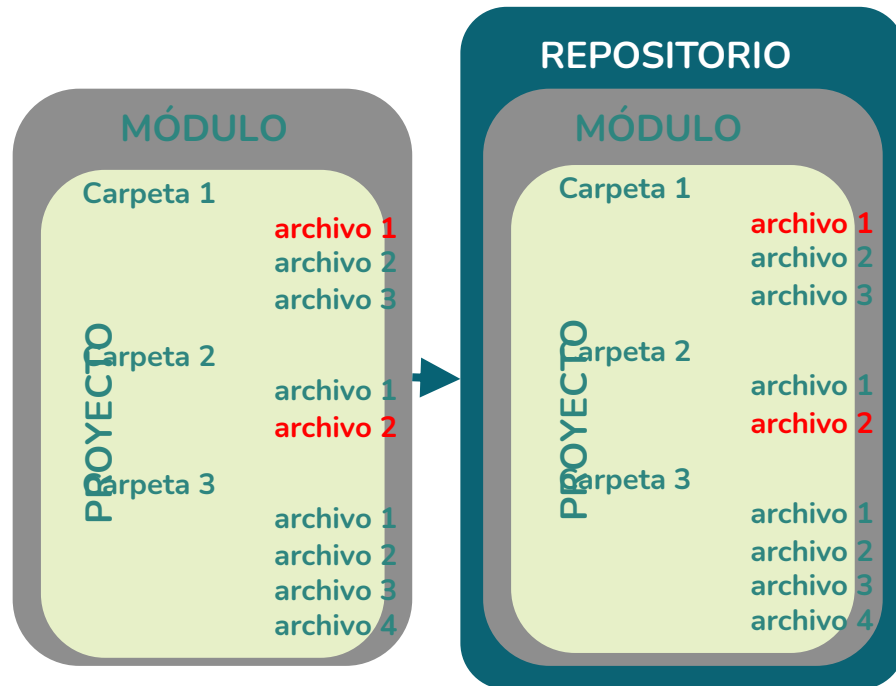 MÓDULO
Carpeta 1
archivo 1
archivo 2
archivo 3
Carpeta 2
archivo 1
archivo 2
Carpeta 3
archivo 1
archivo 2
archivo 3
archivo 4
PROYECTO
REPOSITORIO
MÓDULO
Carpeta 1
archivo 1
archivo 2
archivo 3
Carpeta 2
archivo 1
archivo 2
Carpeta 3
archivo 1
archivo 2
archivo 3
archivo 4
PROYECTO